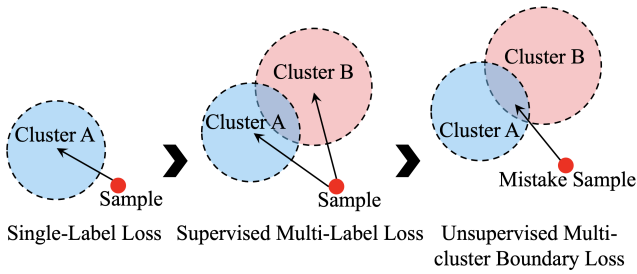 Cluster A
Sample
Single-Label Loss
Cluster B
Cluster A
Sample
Supervised Multi-Label Loss
Cluster B
Cluster A
Mistake Sample
Unsupervised Multi-
cluster Boundary Loss